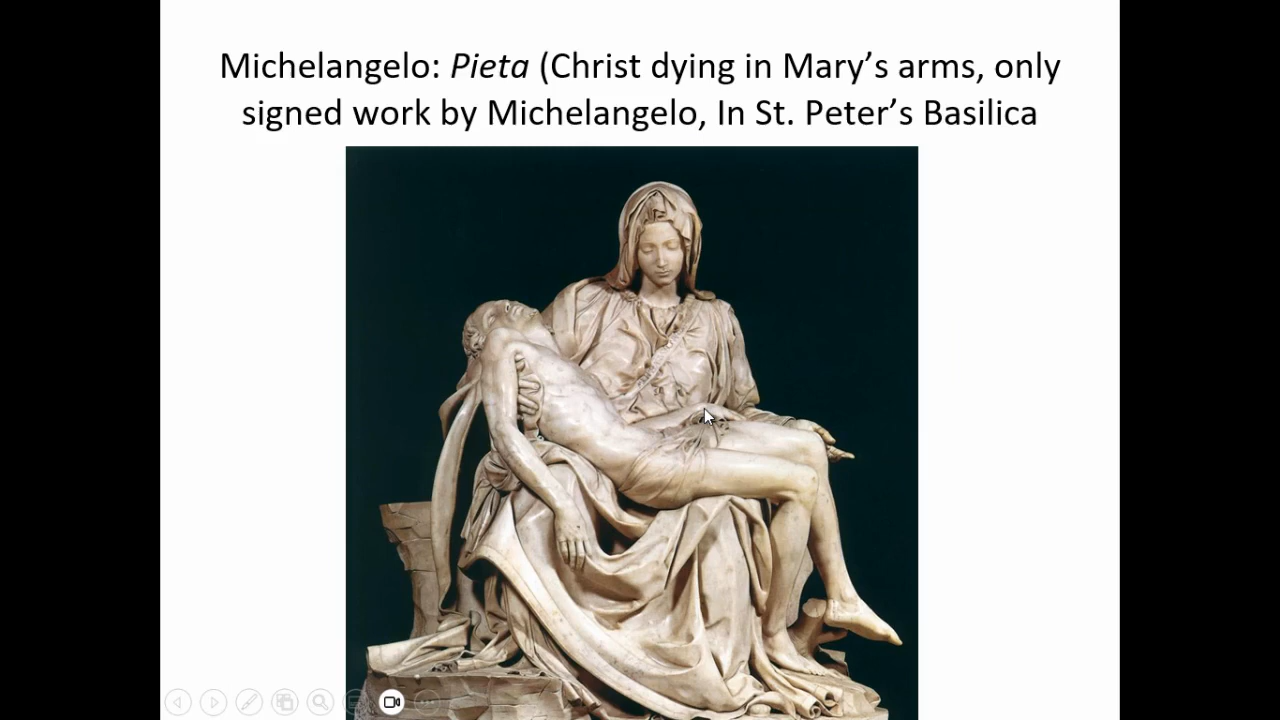 Michelangelo: Pieta (Christ dying in Mary’s arms, only
signed work by Michelangelo, In St. Peter’s Basilica